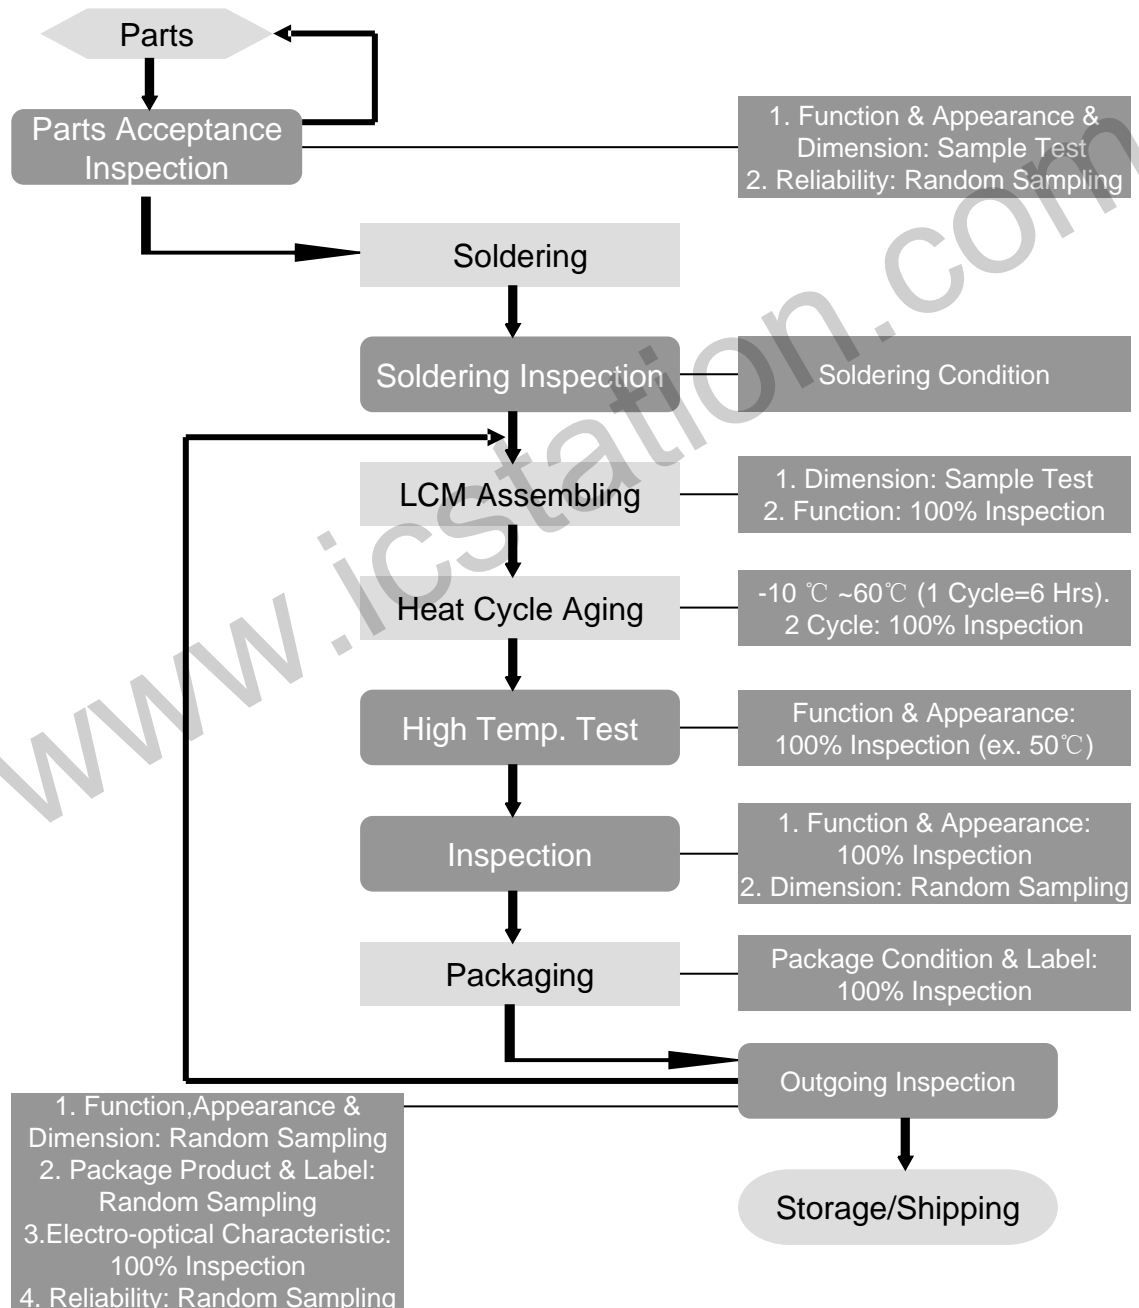 Parts
Parts Acceptance
Inspection
1. Function & Appearance &
Dimension: Sample Test
2. Reliability: Random Sampling
Soldering
Soldering Inspection
Soldering Condition
LCM Assembling
1. Dimension: Sample Test
2. Function: 100% Inspection
Heat Cycle Aging
-10 ℃ ~60℃ (1 Cycle=6 Hrs).
2 Cycle: 100% Inspection
High Temp. Test
Function & Appearance:
100% Inspection (ex. 50℃)
Inspection
1. Function & Appearance:
100% Inspection
2. Dimension: Random Sampling
Packaging
Package Condition & Label:
100% Inspection
Outgoing Inspection
1. Function,Appearance &
Dimension: Random Sampling
2. Package Product & Label:
Random Sampling
3.Electro-optical Characteristic:
100% Inspection
4. Reliability: Random Sampling
Storage/Shipping
www.icstation.com